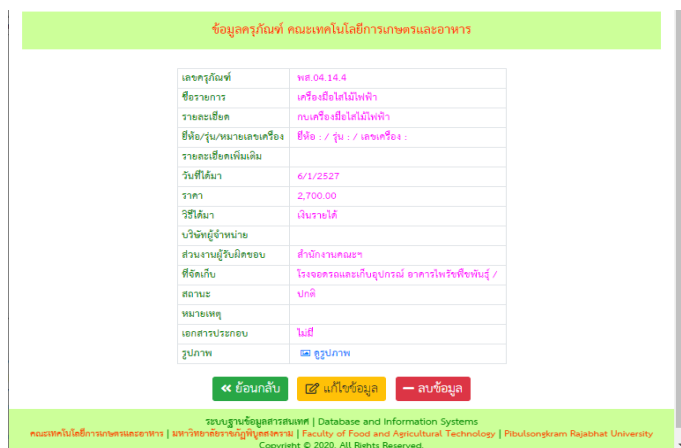 ข้อมูลครุภัณฑ์ คณะเทคโนโลยีการเกษตรและอาหาร
เลขครุภัณฑ์ พส.04.14.4
ชื่อรายการ เครื่องมือไสไม้ไฟฟ้า
รายละเอียด กบเครื่องมือไสไม้ไฟฟ้า
ยี่ห้อ/รุ่น/หมายเลขเครื่อง ยี่ห้อ : / รุ่น : / เลขเครื่อง :
รายละเอียดเพิ่มเติม
วันที่ได้มา 6/1/2527
ราคา 2,700.00
วิธีได้มา เงินรายได้
บริษัทผู้จำหน่าย
ส่วนงานผู้รับผิดชอบ สำนักงานคณะฯ
ที่จัดเก็บ โรงจอดรถและเก็บอุปกรณ์ อาคารไพรัชพืชพันธุ์ /
สถานะ ปกติ
หมายเหตุ
เอกสารประกอบ ไม่มี
รูปภาพ ดูรูปภาพ
ย้อนกลับ แก้ไขข้อมูล ลบข้อมูล
ระบบฐานข้อมูลสารสนเทศ | Database and Information Systems
คณะเทคโนโลยีการเกษตรและอาหาร | มหาวิทยาลัยราชภัฏพิบูลสงคราม | Faculty of Food and Agricultural Technology | Pibulsongkram Rajabhat University
Copyright © 2020. All Rights Reserved.